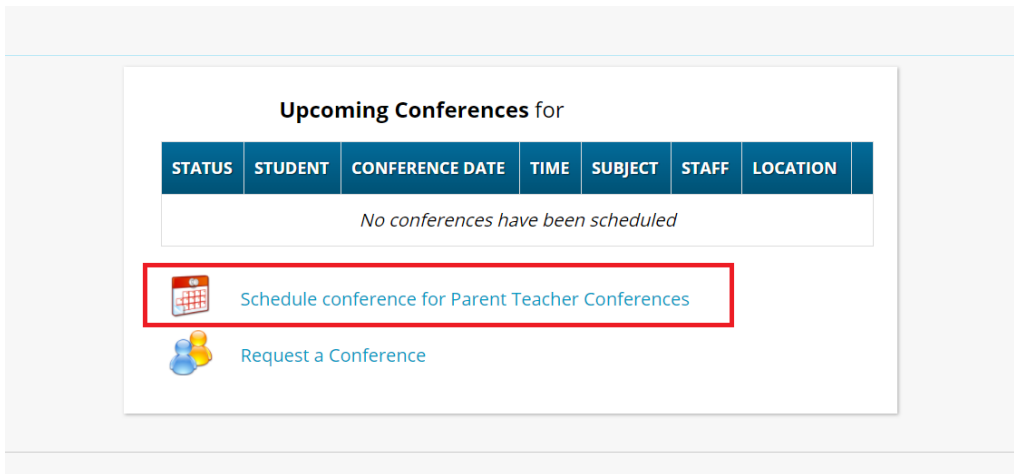 Upcoming Conferences for
STATUS STUDENT CONFERENCE DATE TIME SUBJECT STAFF LOCATION
No conferences have been scheduled
Schedule conference for Parent Teacher Conferences
Request a Conference